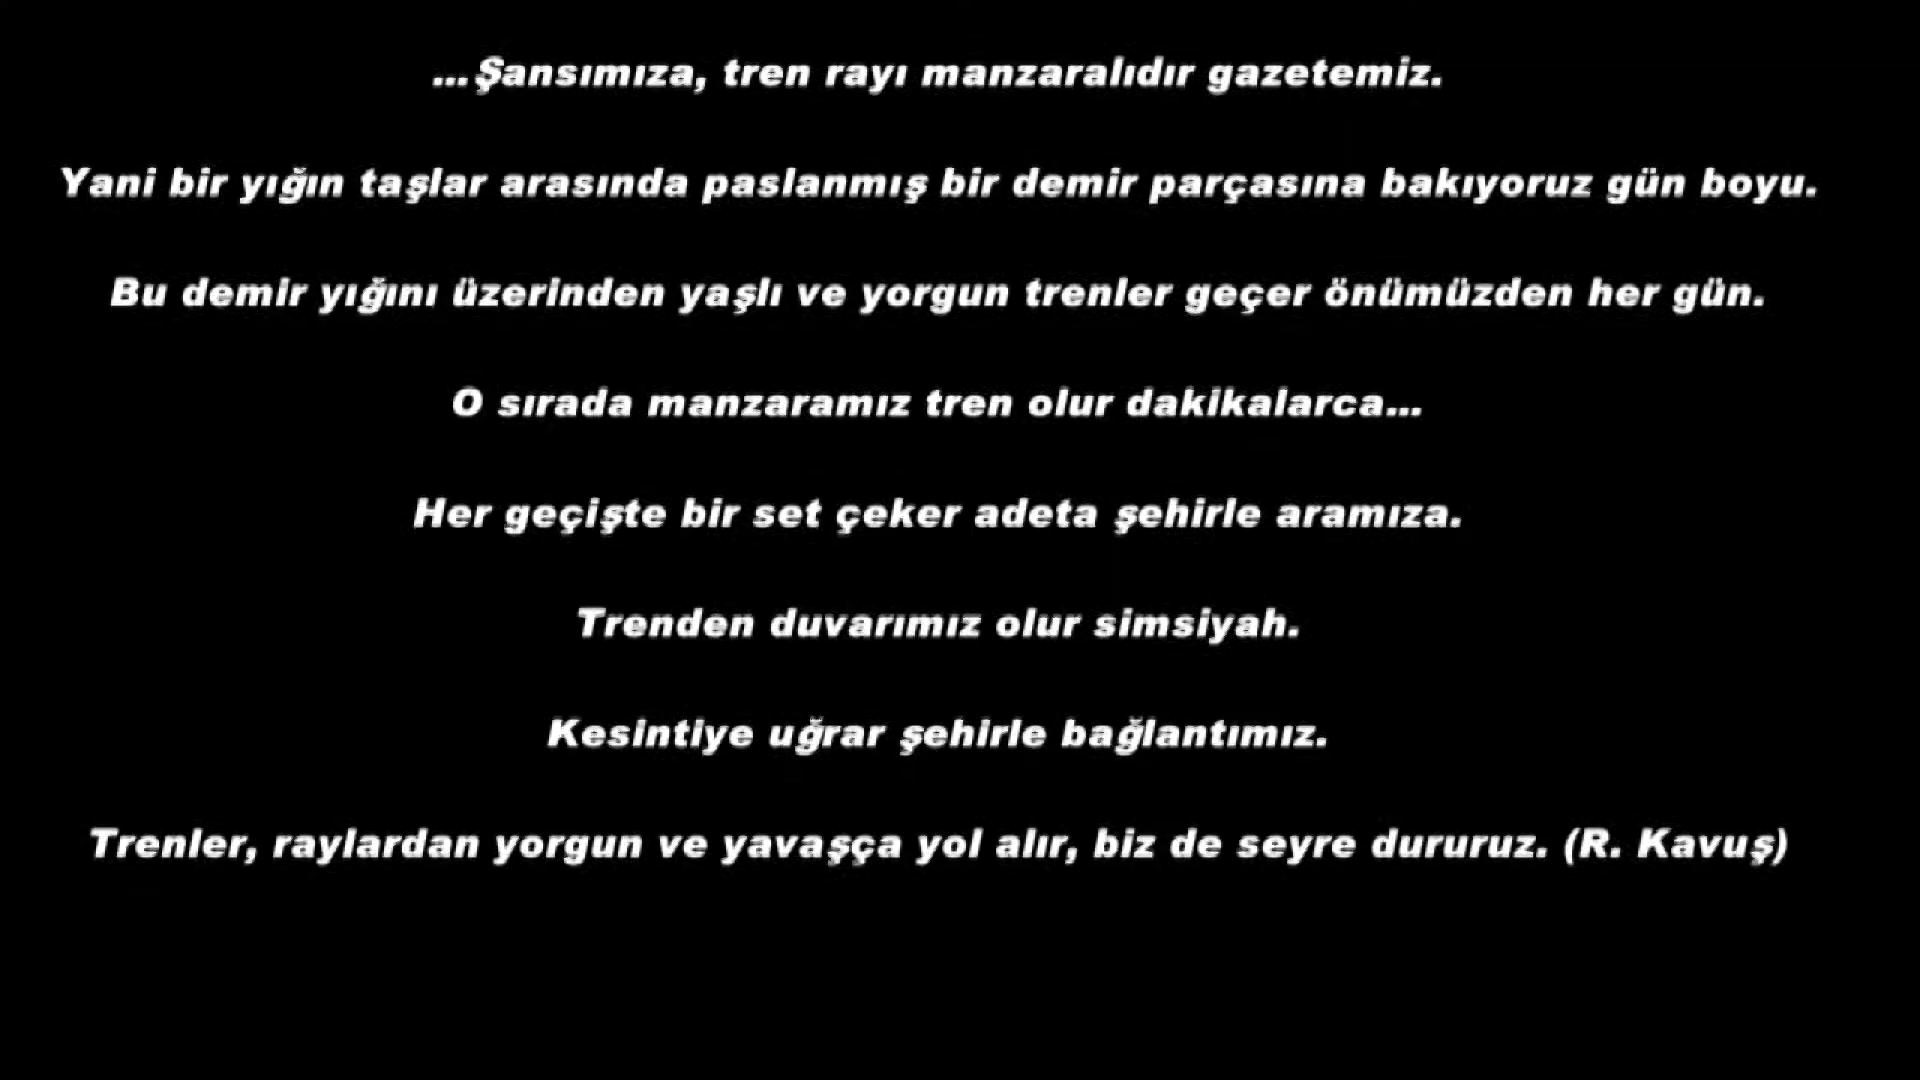 ...Şansımıza, tren rayı manzaralıdır gazetemiz.
Yani bir yığın taşlar arasında paslanmış bir demir parçasına bakıyoruz gün boyu.
Bu demir yığını üzerinden yaşlı ve yorgun trenler geçer önümüzden her gün.
O sırada manzaramız tren olur dakikalarca...
Her geçişte bir set çeker adeta şehirle aramıza.
Trenden duvarımız olur simsiyah.
Kesintiye uğrar şehirle bağlantımız.
Trenler, raylardan yorgun ve yavaşça yol alır, biz de seyre dururuz. (R. Kavuş)